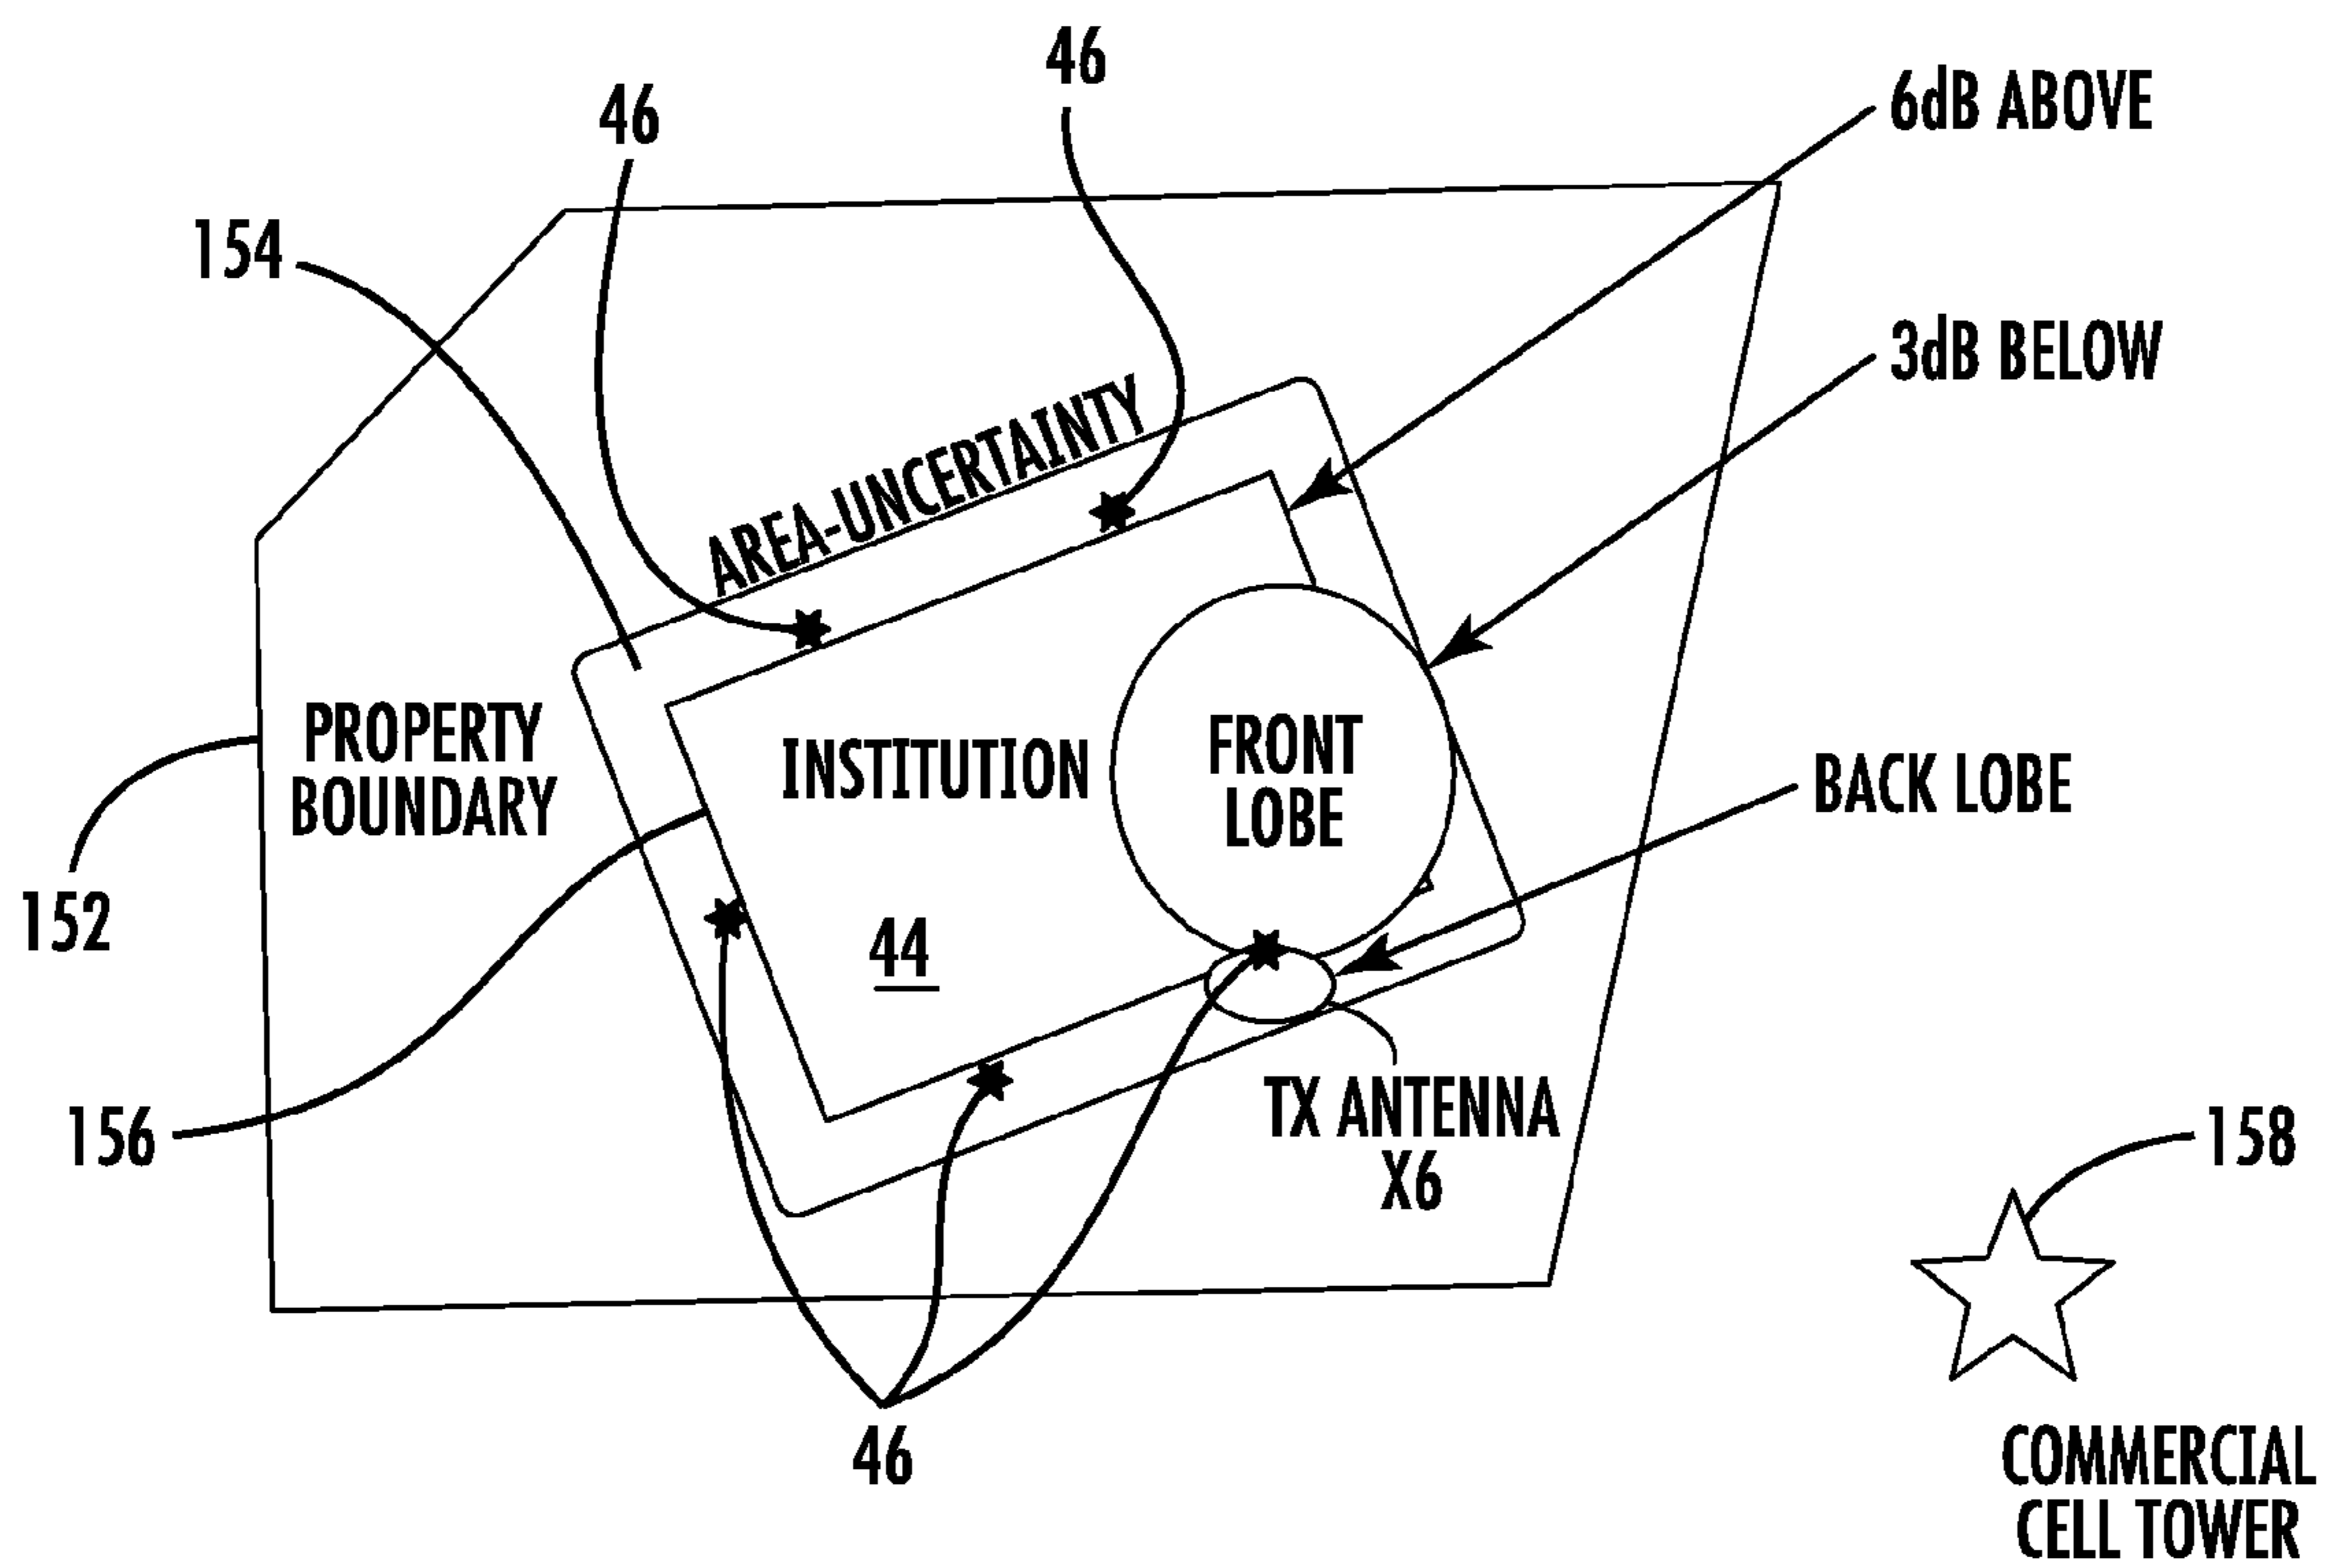 46
46
6dB ABOVE
154
3dB BELOW
AREA-UNCERTAINTY
PROPERTY
BOUNDARY
INSTITUTION
FRONT
LOBE
BACK LOBE
152
44
TX ANTENNA
X6
156
158
46
COMMERCIAL
CELL TOWER